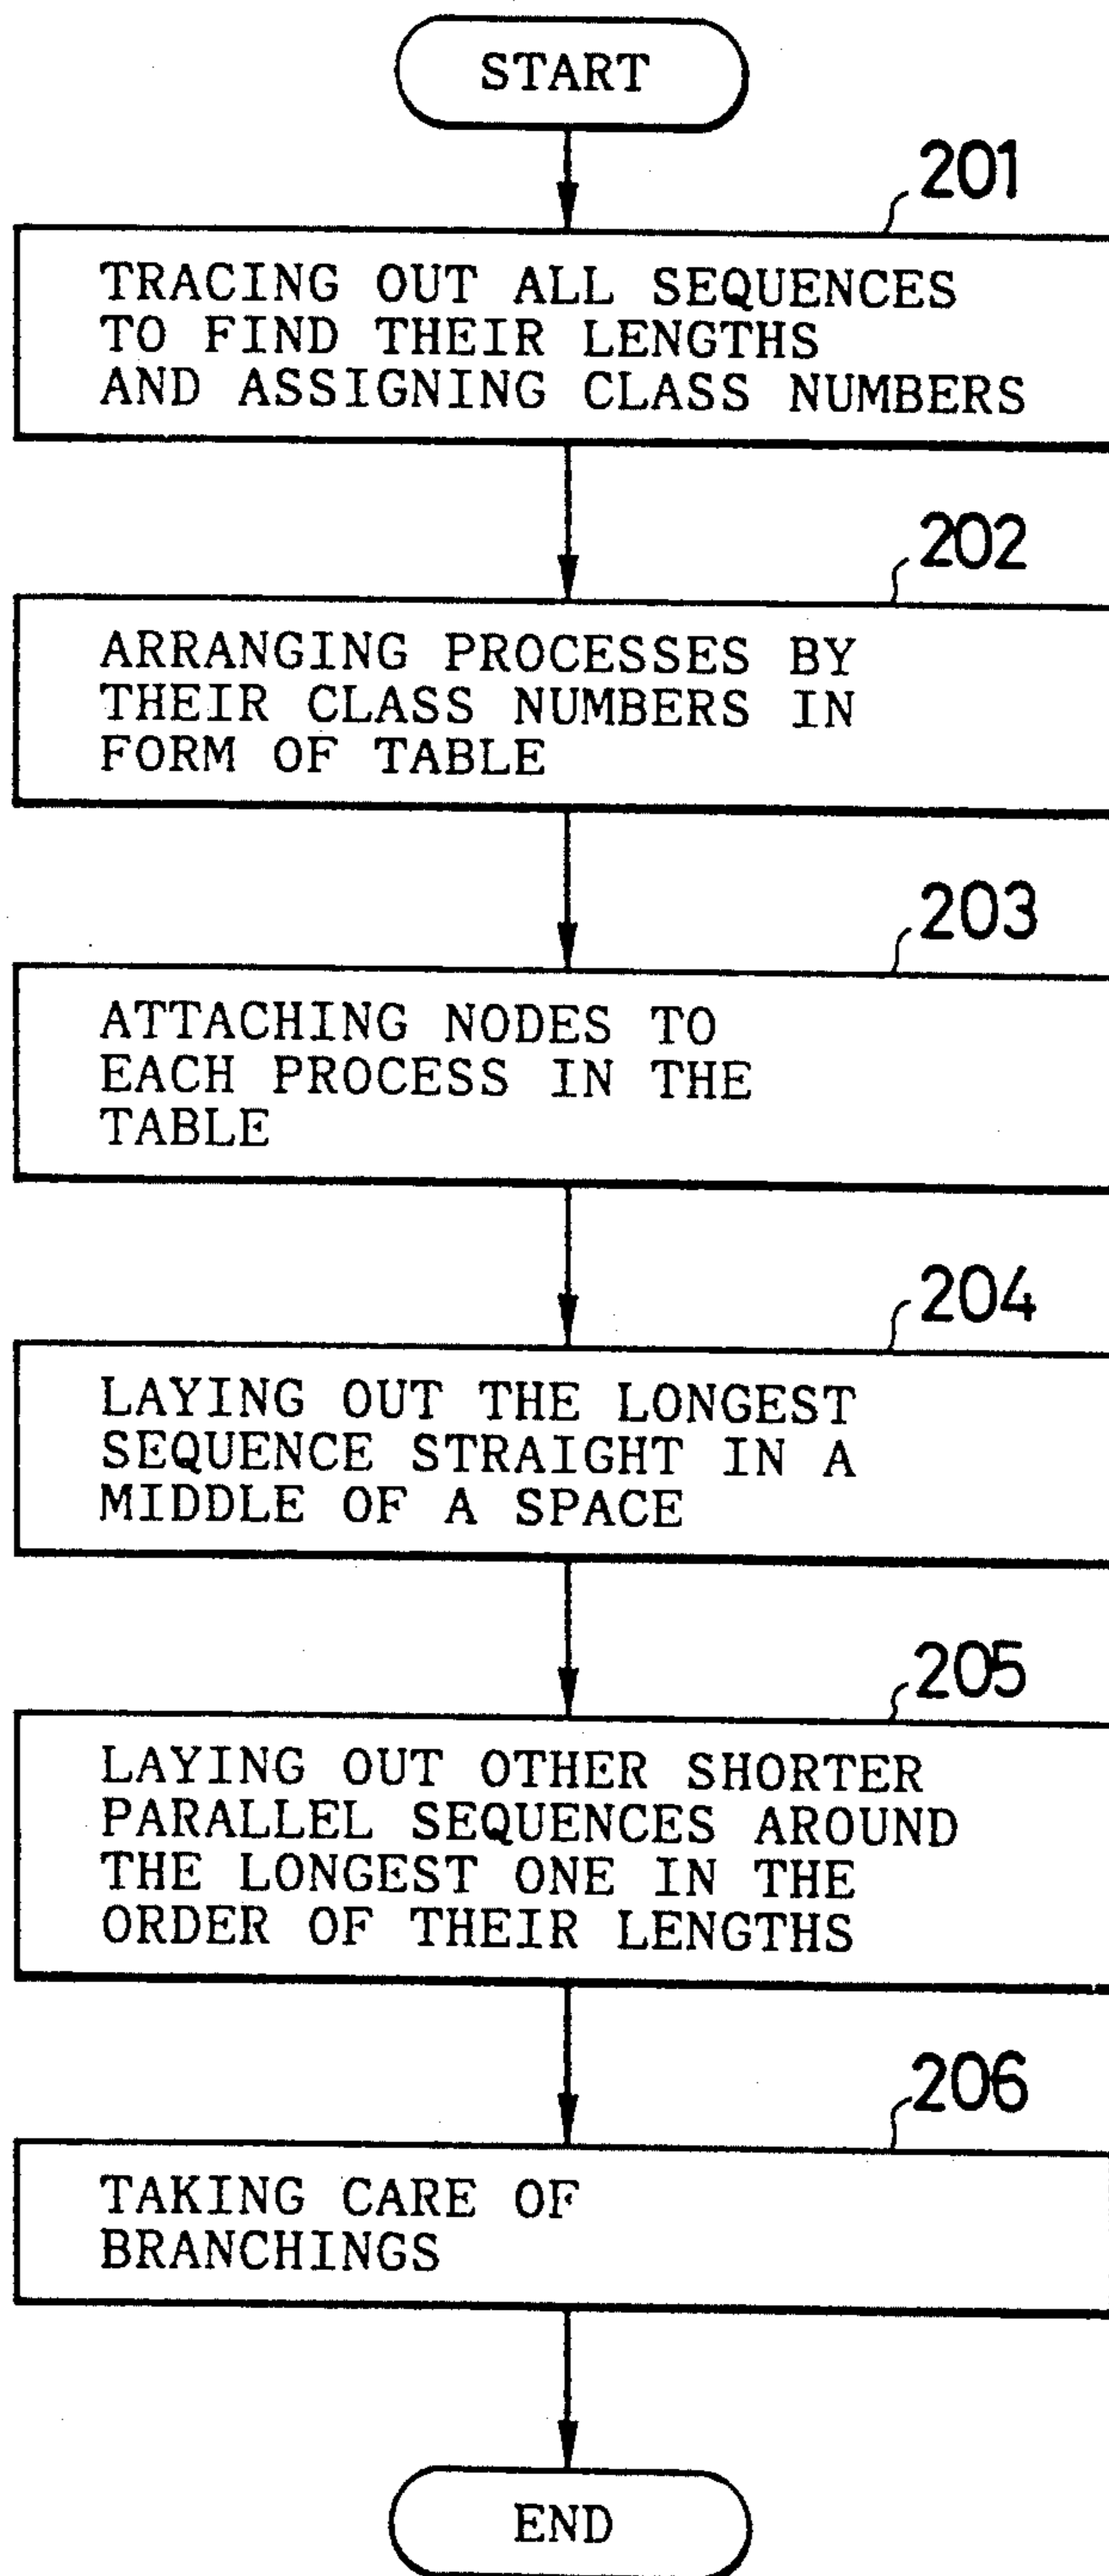 START
201
TRACING OUT ALL SEQUENCES
TO FIND THEIR LENGTHS
AND ASSIGNING CLASS NUMBERS
202
ARRANGING PROCESSES BY
THEIR CLASS NUMBERS IN
FORM OF TABLE
203
ATTACHING NODES TO
EACH PROCESS IN THE
TABLE
204
LAYING OUT THE LONGEST
SEQUENCE STRAIGHT IN A
MIDDLE OF A SPACE
205
LAYING OUT OTHER SHORTER
PARALLEL SEQUENCES AROUND
THE LONGEST ONE IN THE
ORDER OF THEIR LENGTHS
206
TAKING CARE OF
BRANCHINGS
END